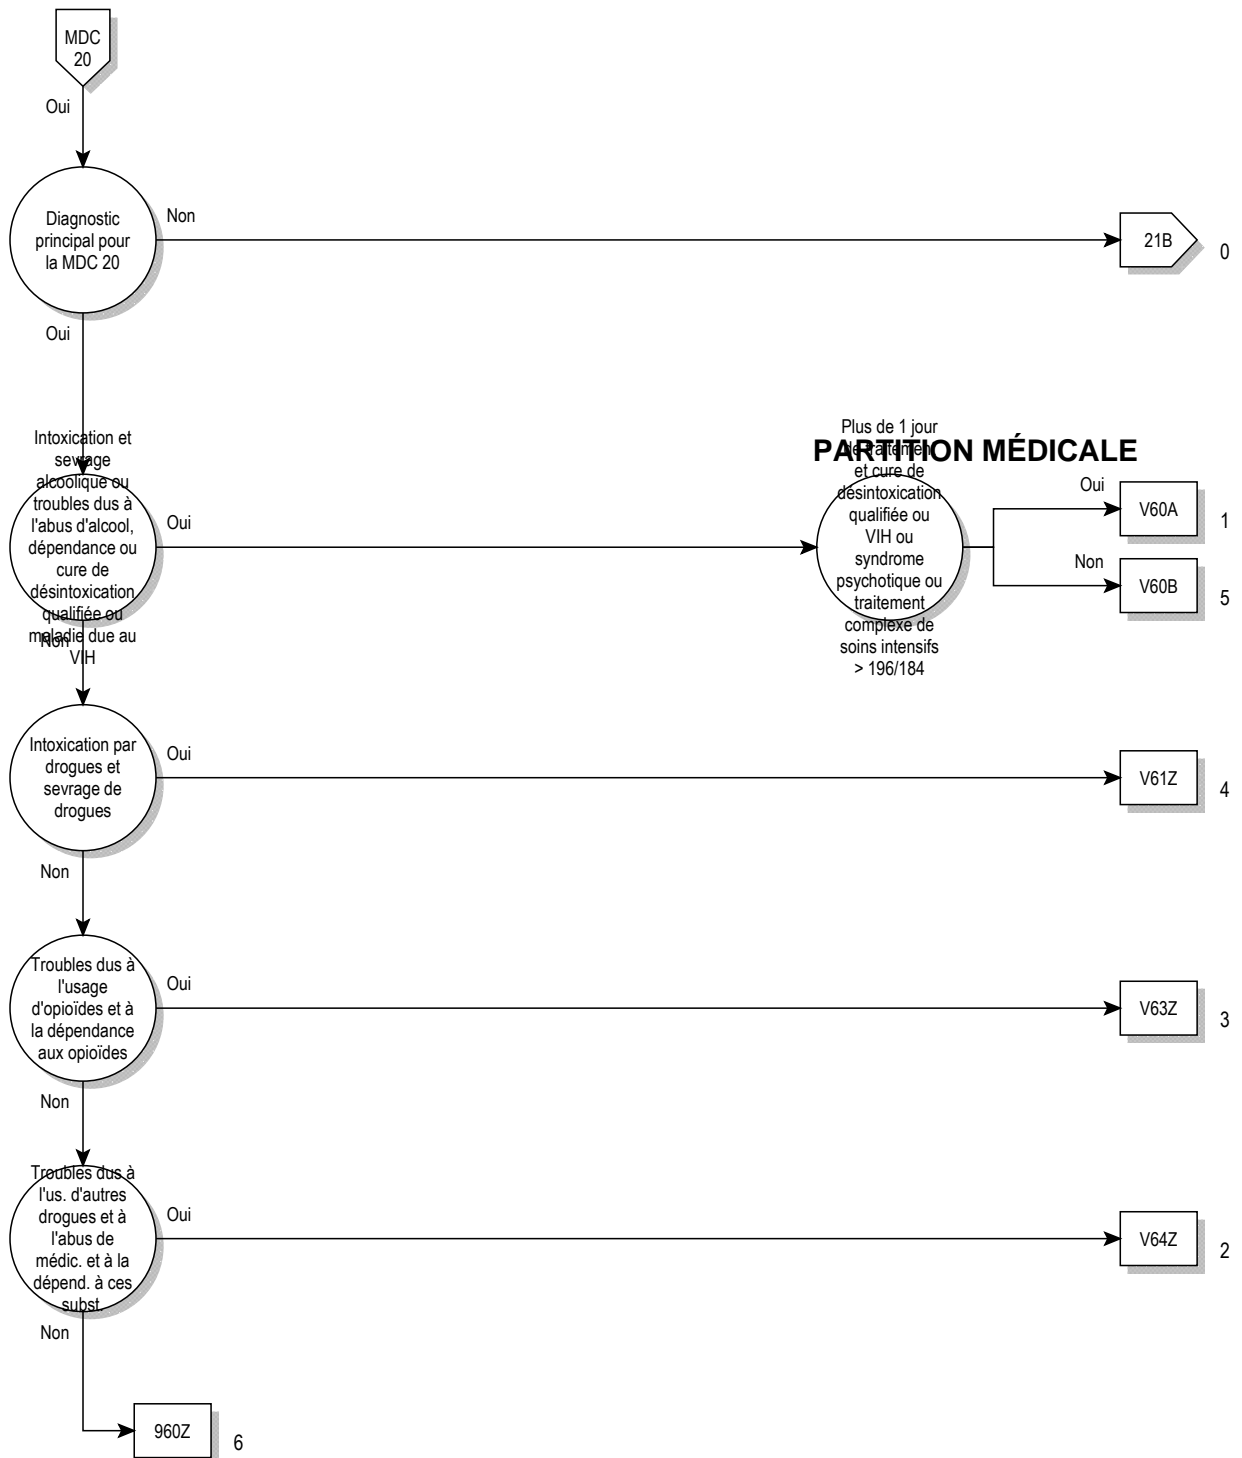 MDC
20
Oui
Diagnostic
principal pour
la MDC 20
Non
21B
0
Oui
PARTITION MÉDICALE
Intoxication et
sevrage
alcoolique ou
troubles dus à
l'abus d'alcool,
dépendance ou
cure de
désintoxication
qualifiée ou
maladie due au
VIH
Oui
Plus de 1 jour
de traitement
et cure de
désintoxication
qualifiée ou
VIH ou
syndrome
psychotique ou
traitement
complexe de
soins intensifs
> 196/184
Oui
V60A
1
Non
V60B
5
Non
Intoxication par
drogues et
sevrage de
drogues
Oui
V61Z
4
Non
Troubles dus à
l'usage
d'opioïdes et à
la dépendance
aux opioïdes
Oui
V63Z
3
Non
Troubles dus à
l'us. d'autres
drogues et à
l'abus de
médic. et à la
dépend. à ces
subst.
Oui
V64Z
2
Non
960Z
6